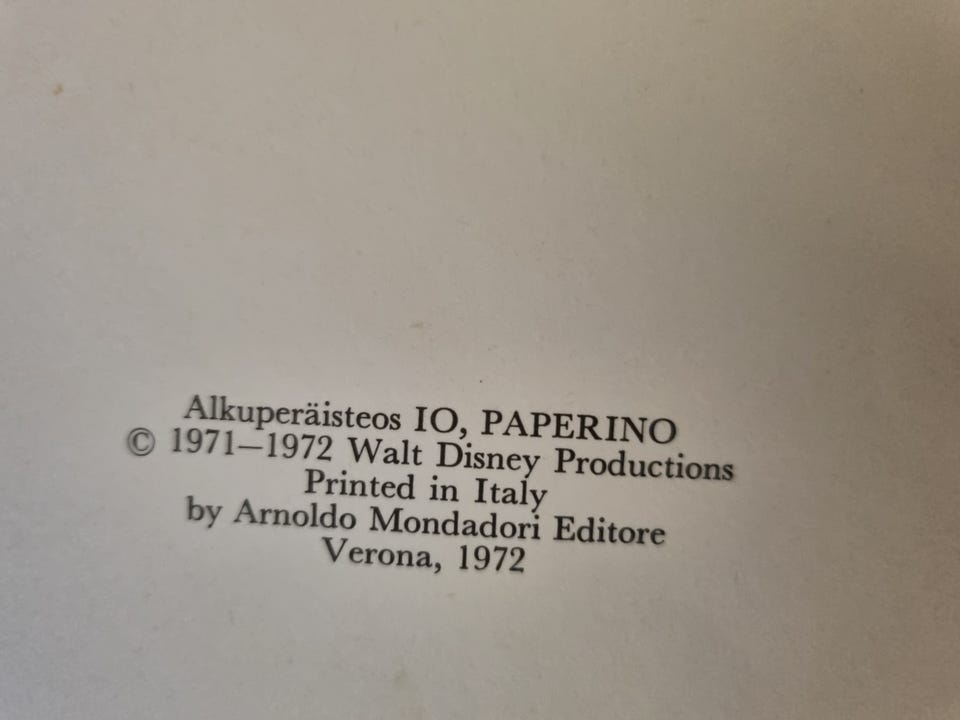 Alkuperäisteos IO, PAPERINO
© 1971—1972 Walt Disney Productions
Printed in Italy
by Arnoldo Mondadori Editore
Verona, 1972